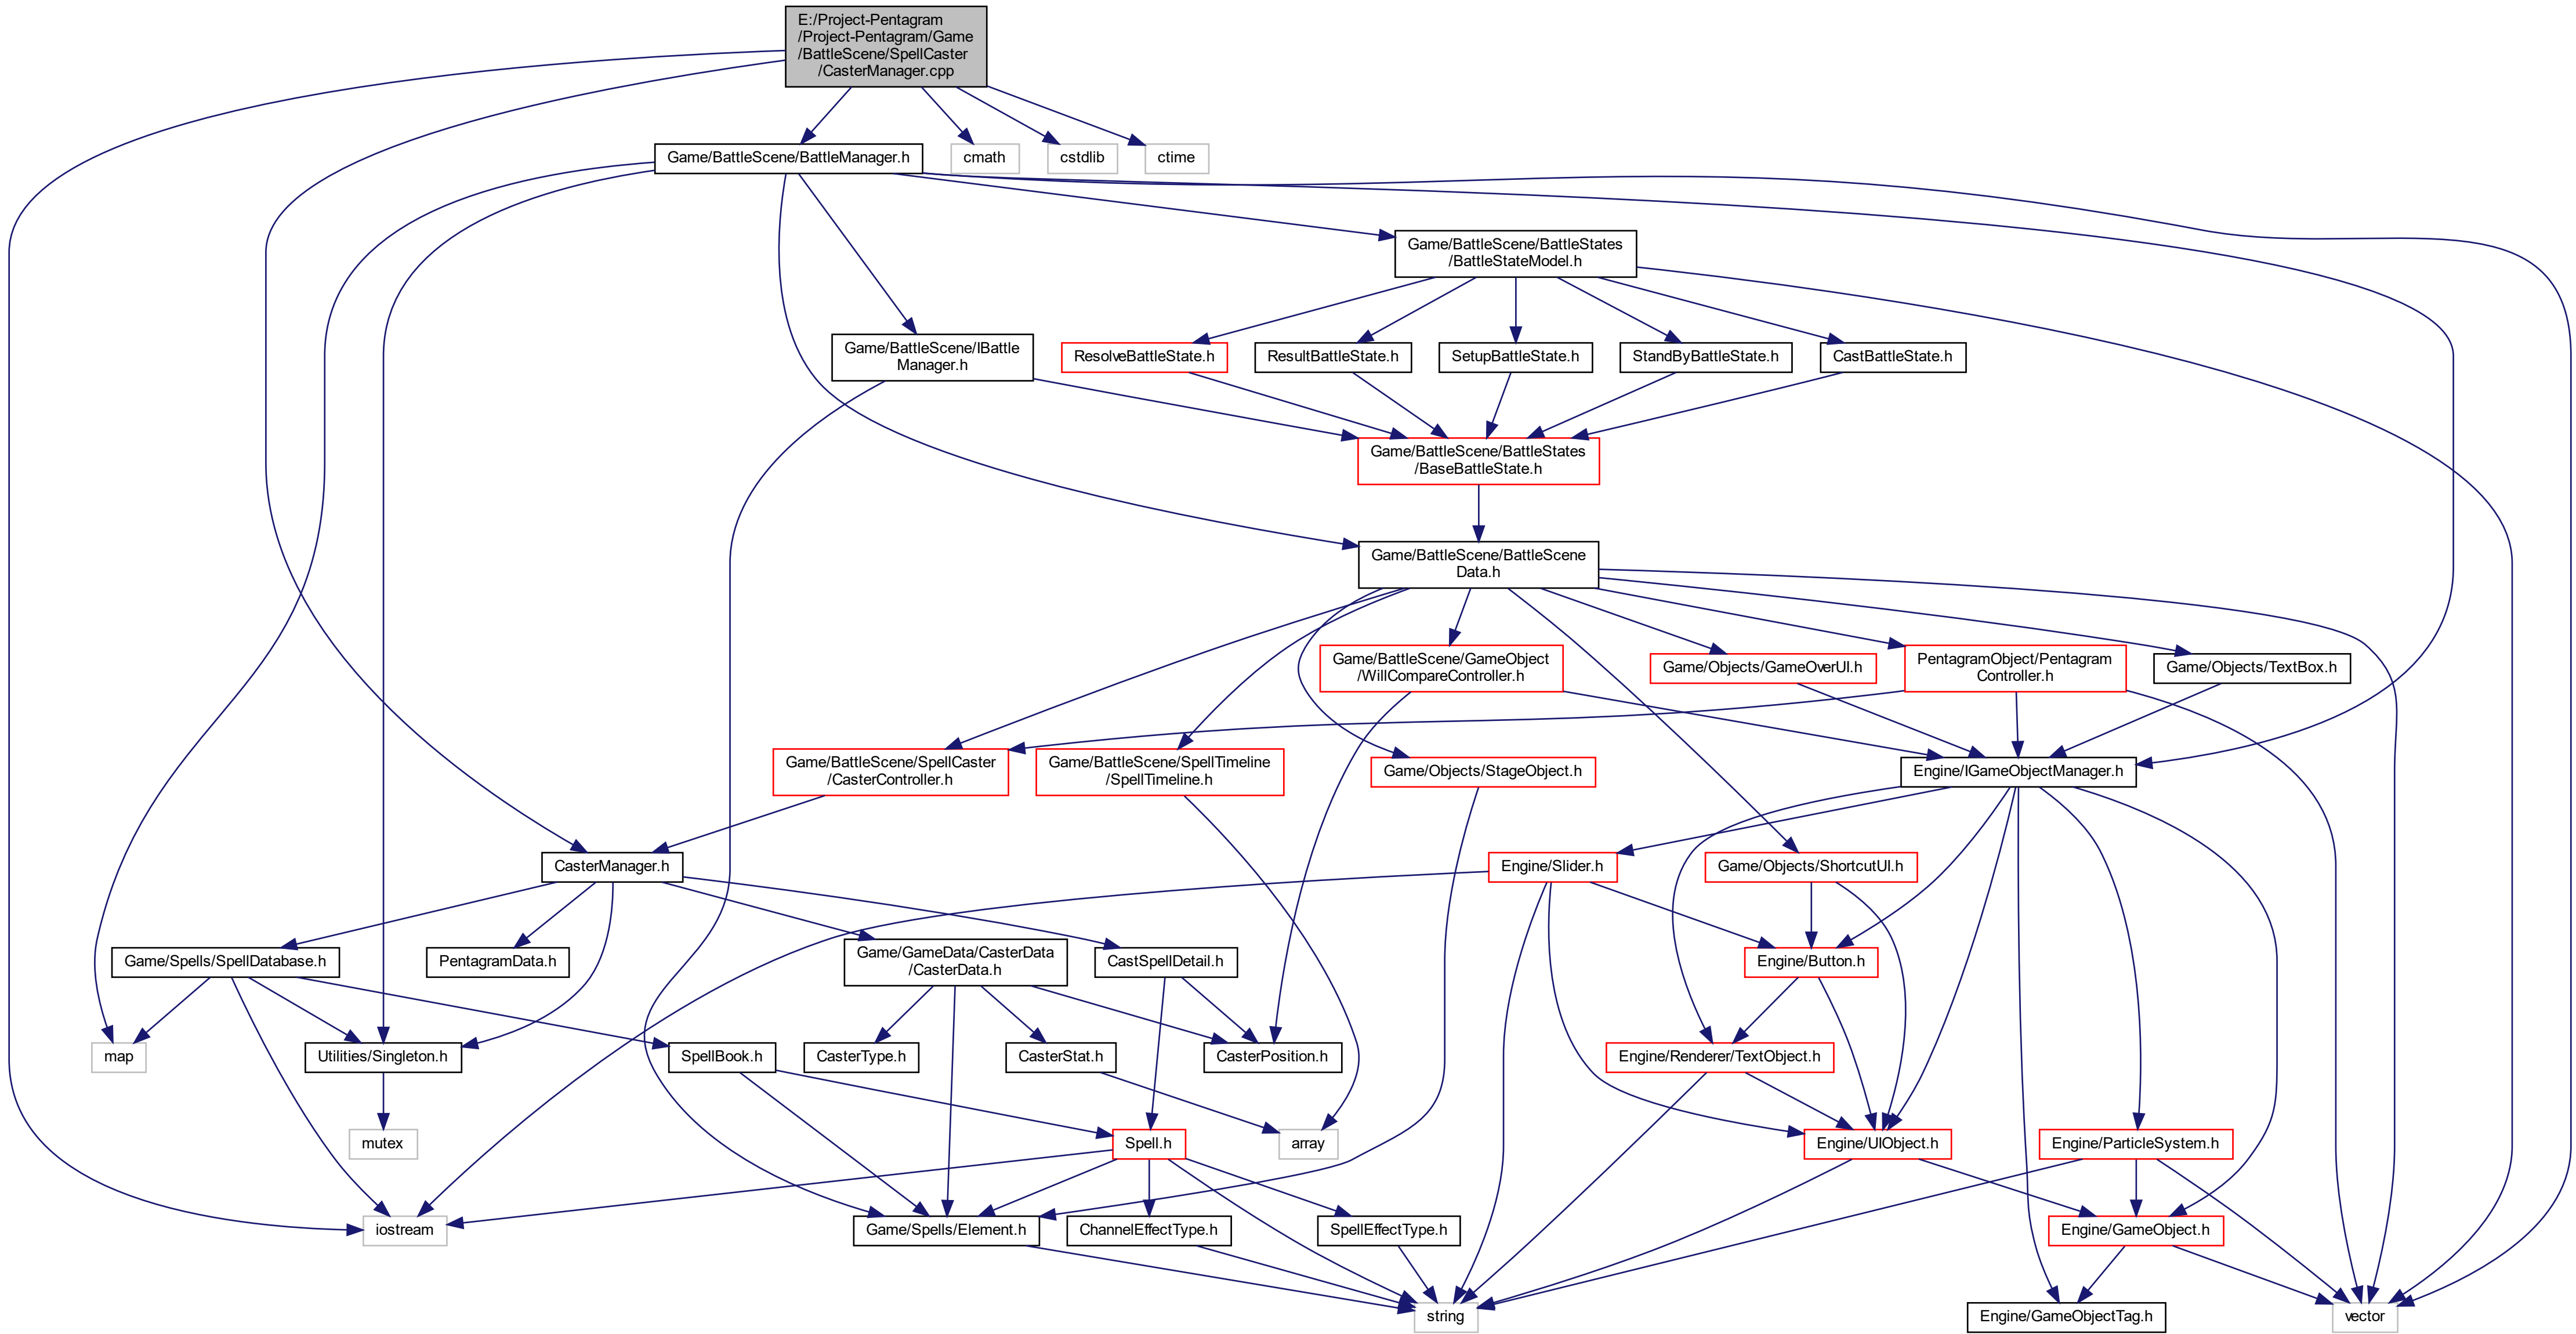 E:/Project-Pentagram
/Project-Pentagram/Game
/BattleScene/SpellCaster
/CasterManager.cpp
Game/BattleScene/BattleManager.h
cmath
cstdlib
ctime
Game/BattleScene/BattleStates
/BattleStateModel.h
Game/BattleScene/IBattle
Manager.h
ResolveBattleState.h
ResultBattleState.h
SetupBattleState.h
StandByBattleState.h
CastBattleState.h
Game/BattleScene/BattleStates
/BaseBattleState.h
Game/BattleScene/BattleScene
Data.h
Game/BattleScene/GameObject
/WillCompareController.h
Game/Objects/GameOverUI.h
PentagramObject/Pentagram
Controller.h
Game/Objects/TextBox.h
Game/BattleScene/SpellCaster
/CasterController.h
Game/BattleScene/SpellTimeline
/SpellTimeline.h
Game/Objects/StageObject.h
Engine/IGameObjectManager.h
CasterManager.h
Engine/Slider.h
Game/Objects/ShortcutUI.h
Game/Spells/SpellDatabase.h
PentagramData.h
Game/GameData/CasterData
/CasterData.h
CastSpellDetail.h
Engine/Button.h
map
Utilities/Singleton.h
SpellBook.h
CasterType.h
CasterStat.h
CasterPosition.h
Engine/Renderer/TextObject.h
mutex
Spell.h
array
Engine/UIObject.h
Engine/ParticleSystem.h
iostream
Game/Spells/Element.h
ChannelEffectType.h
SpellEffectType.h
Engine/GameObject.h
string
Engine/GameObjectTag.h
vector